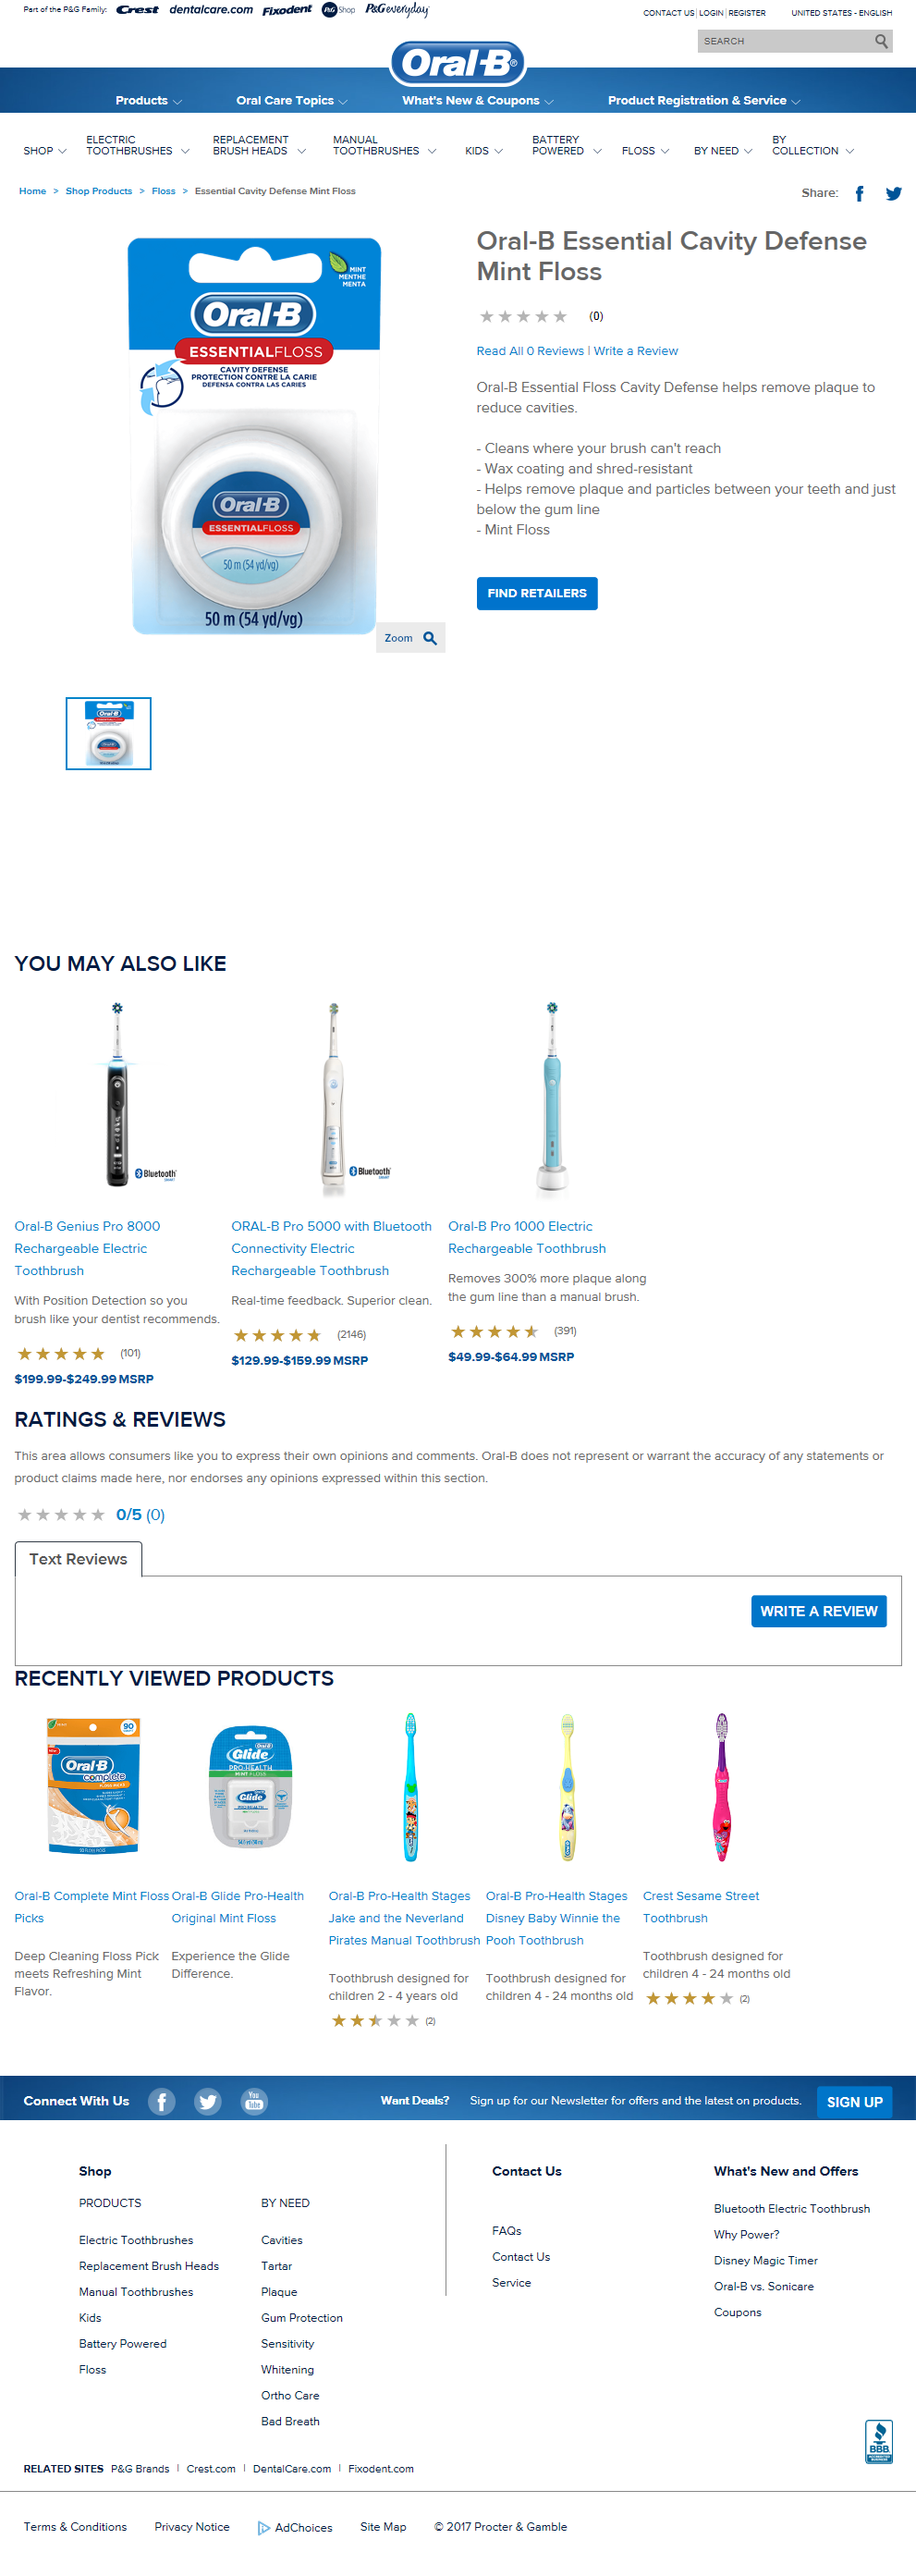 Part of the P&G Family: Crest dentalcare.com Fixodent P&G Shop P&G everyday
CONTACT US | LOGIN | REGISTER UNITED STATES - ENGLISH
SEARCH
Oral-B®
Products Oral Care Topics What's New & Coupons Product Registration & Service
SHOP ELECTRIC TOOTHBRUSHES REPLACEMENT BRUSH HEADS MANUAL TOOTHBRUSHES KIDS BATTERY POWERED FLOSS BY NEED BY COLLECTION
Home > Shop Products > Floss > Essential Cavity Defense Mint Floss
Share:
MINT
MENTHE
MENTA
Oral-B
ESSENTIALFLOSS
CAVITY DEFENSE
PROTECTION CONTRE LA CARIE
DEFENSA CONTRA LAS CARIES
Oral-B
ESSENTIALFLOSS
50 m (54 yd/vg)
50 m (54 yd/vg)
Zoom
Oral-B Essential Cavity Defense
Mint Floss
(0)
Read All 0 Reviews | Write a Review
Oral-B Essential Floss Cavity Defense helps remove plaque to
reduce cavities.
- Cleans where your brush can't reach
- Wax coating and shred-resistant
- Helps remove plaque and particles between your teeth and just
below the gum line
- Mint Floss
FIND RETAILERS
YOU MAY ALSO LIKE
Bluetooith
Bluetooth
Oral-B Genius Pro 8000
Rechargeable Electric
Toothbrush
With Position Detection so you
brush like your dentist recommends.
(101)
$199.99-$249.99 MSRP
ORAL-B Pro 5000 with Bluetooth
Connectivity Electric
Rechargeable Toothbrush
Real-time feedback. Superior clean.
(2146)
$129.99-$159.99 MSRP
Oral-B Pro 1000 Electric
Rechargeable Toothbrush
Removes 300% more plaque along
the gum line than a manual brush.
(391)
$49.99-$64.99 MSRP
RATINGS & REVIEWS
This area allows consumers like you to express their own opinions and comments. Oral-B does not represent or warrant the accuracy of any statements or
product claims made here, nor endorses any opinions expressed within this section.
0/5 (0)
Text Reviews
WRITE A REVIEW
RECENTLY VIEWED PRODUCTS
90
Oral-B
complete
Oral-B
Glide
PRO-HEALTH
MINT FLOSS
Glide
Oral-B Complete Mint Floss
Picks
Deep Cleaning Floss Pick
meets Refreshing Mint
Flavor.
Oral-B Glide Pro-Health
Original Mint Floss
Experience the Glide
Difference.
Oral-B Pro-Health Stages
Jake and the Neverland
Pirates Manual Toothbrush
Toothbrush designed for
children 2 - 4 years old
(2)
Oral-B Pro-Health Stages
Disney Baby Winnie the
Pooh Toothbrush
Toothbrush designed for
children 4 - 24 months old
Crest Sesame Street
Toothbrush
Toothbrush designed for
children 4 - 24 months old
(2)
Connect With Us You Tube Want Deals? Sign up for our Newsletter for offers and the latest on products. SIGN UP
Shop
PRODUCTS
Electric Toothbrushes
Replacement Brush Heads
Manual Toothbrushes
Kids
Battery Powered
Floss
BY NEED
Cavities
Tartar
Plaque
Gum Protection
Sensitivity
Whitening
Ortho Care
Bad Breath
Contact Us
FAQs
Contact Us
Service
What's New and Offers
Bluetooth Electric Toothbrush
Why Power?
Disney Magic Timer
Oral-B vs. Sonicare
Coupons
BBB
RELATED SITES P&G Brands | Crest.com | DentalCare.com | Fixodent.com
Terms & Conditions Privacy Notice AdChoices Site Map © 2017 Procter & Gamble